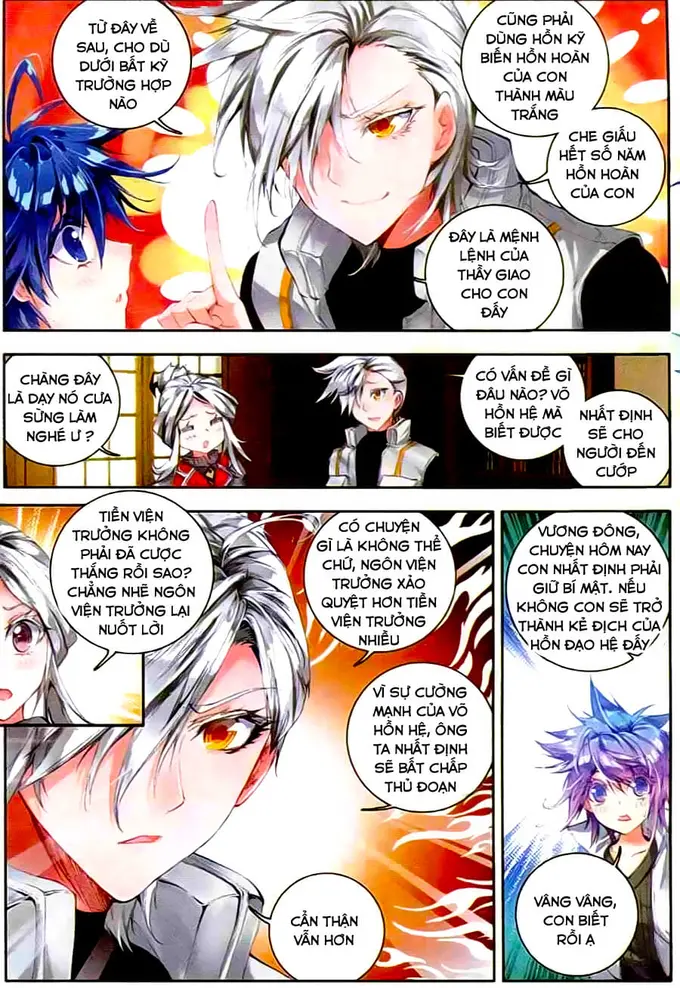 TỪ ĐÂY VỀ
SAU, CHO DÙ
DƯỚI BẤT KỲ
TRƯỜNG HỢP
NÀO
CŨNG PHẢI
DÙNG HỒN KỸ
BIẾN HỒN HOÀN
CỦA CON
THÀNH MÀU
TRẮNG
CHE GIẤU
HẾT SỐ NĂM
HỒN HOÀN
CỦA CON
ĐÂY LÀ MỆNH
LỆNH CỦA
THẦY GIAO
CHO CON
ĐẤY
CHÀNG ĐÂY
LÀ DẠY NÓ CƯA
SỪNG LÀM
NGHÉ Ư ?
CÓ VẤN ĐỀ GÌ
ĐÂU NÀO? VÕ
HỒN HỆ MÀ
BIẾT ĐƯỢC
NHẤT ĐỊNH
SẼ CHO
NGƯỜI ĐẾN
CƯỚP
TIỀN VIỆN
TRƯỞNG KHÔNG
PHẢI ĐÃ CƯỢC
THẮNG RỒI SAO?
CHẲNG NHẼ NGÔN
VIỆN TRƯỞNG LẠI
NUỐT LỜI
CÓ CHUYỆN
GÌ LÀ KHÔNG THỂ
CHỨ, NGÔN VIỆN
TRƯỞNG XẢO
QUYỆT HƠN TIỀN
VIỆN TRƯỞNG
NHIỀU
VÌ SỰ CƯỜNG
MẠNH CỦA VÕ
HỒN HỆ, ÔNG
TA NHẤT ĐỊNH
SẼ BẤT CHẤP
THỦ ĐOẠN
CẨN THẬN
VẪN HƠN
VƯƠNG ĐÔNG,
CHUYỆN HÔM NAY
CON NHẤT ĐỊNH PHẢI
GIỮ BÍ MẬT. NẾU
KHÔNG CON SẼ TRỞ
THÀNH KẺ ĐỊCH CỦA
HỒN ĐẠO HỆ ĐẤY
VÂNG VÂNG,
CON BIẾT
RỒI Ạ